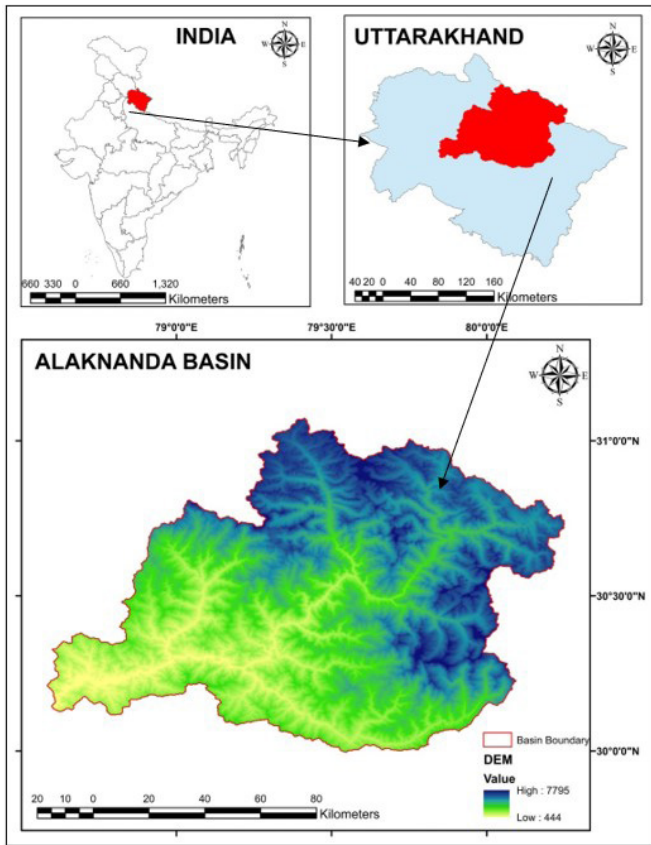 INDIA
N
W E
S
660 330 0 660 1,320
Kilometers
UTTARAKHAND
N
W E
S
40 20 0 40 80 120 160
Kilometers
79°0'0"E 79°30'0"E 80°0'0"E
ALAKNANDA BASIN
N
W E
S
31°0'0"N
30°30'0"N
30°0'0"N
Basin Boundary
DEM
Value
High : 7795
Low : 444
20 10 0 20 40 60 80
Kilometers